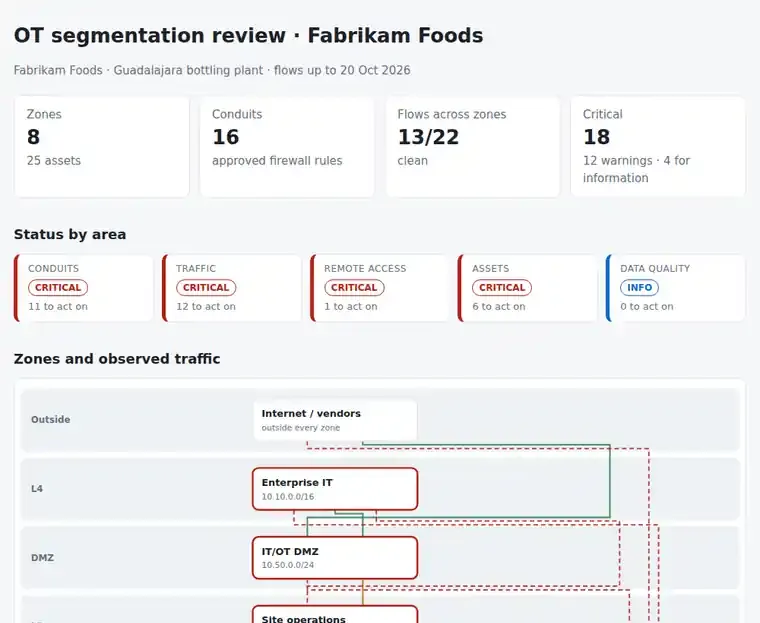 OT segmentation review · Fabrikam Foods
Fabrikam Foods · Guadalajara bottling plant · flows up to 20 Oct 2026
Zones
8
25 assets
Conduits
16
approved firewall rules
Flows across zones
13/22
clean
Critical
18
12 warnings · 4 for
information
Status by area
CONDUITS
CRITICAL
11 to act on
TRAFFIC
CRITICAL
12 to act on
REMOTE ACCESS
CRITICAL
1 to act on
ASSETS
CRITICAL
6 to act on
DATA QUALITY
INFO
0 to act on
Zones and observed traffic
Outside
Internet / vendors
outside every zone
L4
Enterprise IT
10.10.0.0/16
DMZ
IT/OT DMZ
10.50.0.0/24
Site operations